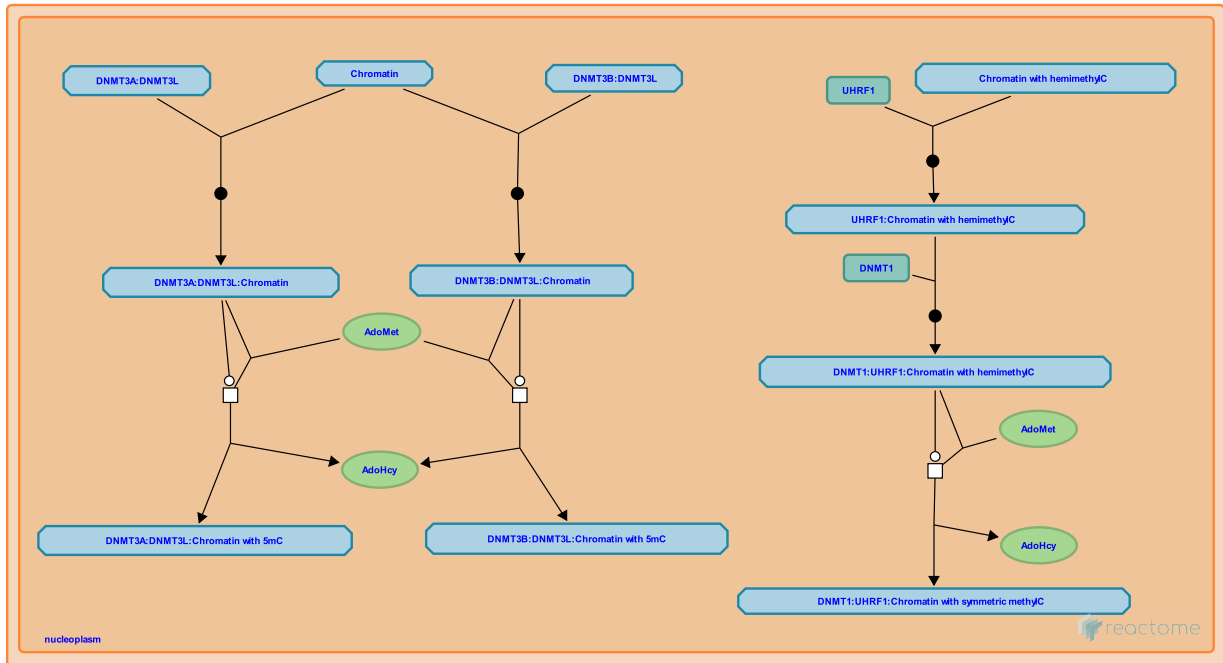 DNMT3A:DNMT3L
Chromatin
DNMT3B:DNMT3L
UHRF1
Chromatin with hemimethylC
UHRF1:Chromatin with hemimethylC
DNMT1
DNMT3A:DNMT3L:Chromatin
DNMT3B:DNMT3L:Chromatin
AdoMet
DNMT1:UHRF1:Chromatin with hemimethylC
AdoMet
AdoHcy
DNMT3A:DNMT3L:Chromatin with 5mC
DNMT3B:DNMT3L:Chromatin with 5mC
AdoHcy
DNMT1:UHRF1:Chromatin with symmetric methylC
nucleoplasm
reactome